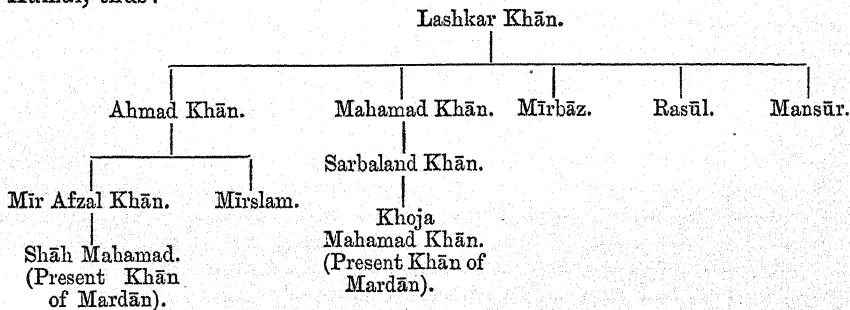 Lashkar Khān.
Ahmad Khān. Mahamad Khān. Mīrbāz. Rasūl. Mansūr.
Sarbaland Khān.
Mīr Afzal Khān. Mīrslam.
Khoja
Mahamad Khān.
(Present Khān of
Mardān).
Shāh Mahamad.
(Present Khān
of Mardān).